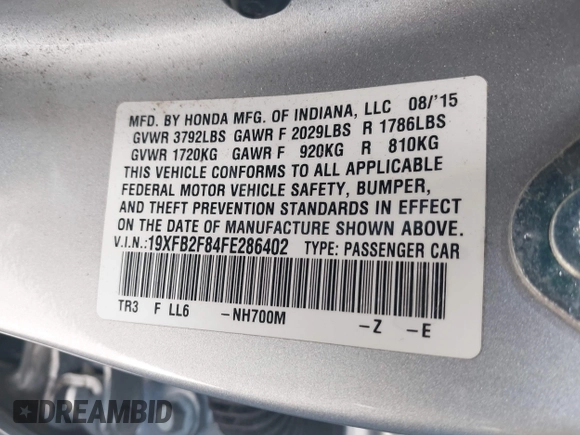 MFD. BY HONDA MFG. OF INDIANA, LLC 08/'15
GVWR 3792LBS GAWR F 2029LBS R 1786LBS
GVWR 1720KG GAWR F 920KG R 810KG
THIS VEHICLE CONFORMS TO ALL APPLICABLE
FEDERAL MOTOR VEHICLE SAFETY, BUMPER,
AND THEFT PREVENTION STANDARDS IN EFFECT
ON THE DATE OF MANUFACTURE SHOWN ABOVE.
V.I.N.:19XFB2F84FE286402 TYPE: PASSENGER CAR
TR3 F LL6 -NH700M -Z -E
DREAMBID